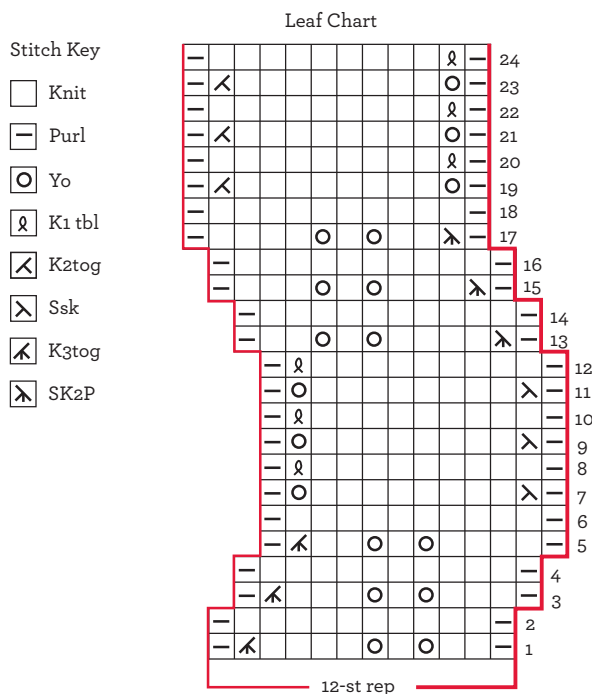 Leaf Chart
Stitch Key
Knit
Purl
Yo
K1 tbl
K2tog
Ssk
K3tog
SK2P
24
23
22
21
20
19
18
17
16
15
14
13
12
11
10
9
8
7
6
5
4
3
2
1
12-st rep